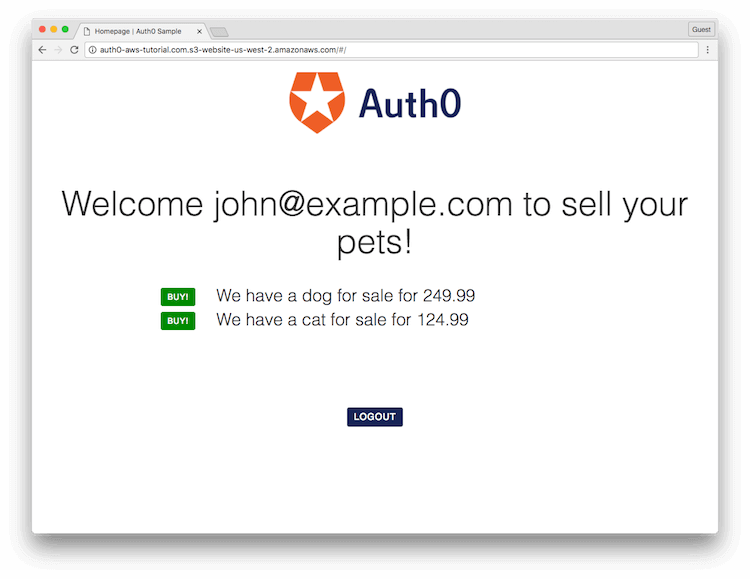 Homepage | Auth0 Sample
Guest
auth0-aws-tutorial.com.s3-website-us-west-2.amazonaws.com/#/
Auth0
Welcome john@example.com to sell your
pets!
BUY! We have a dog for sale for 249.99
BUY! We have a cat for sale for 124.99
LOGOUT